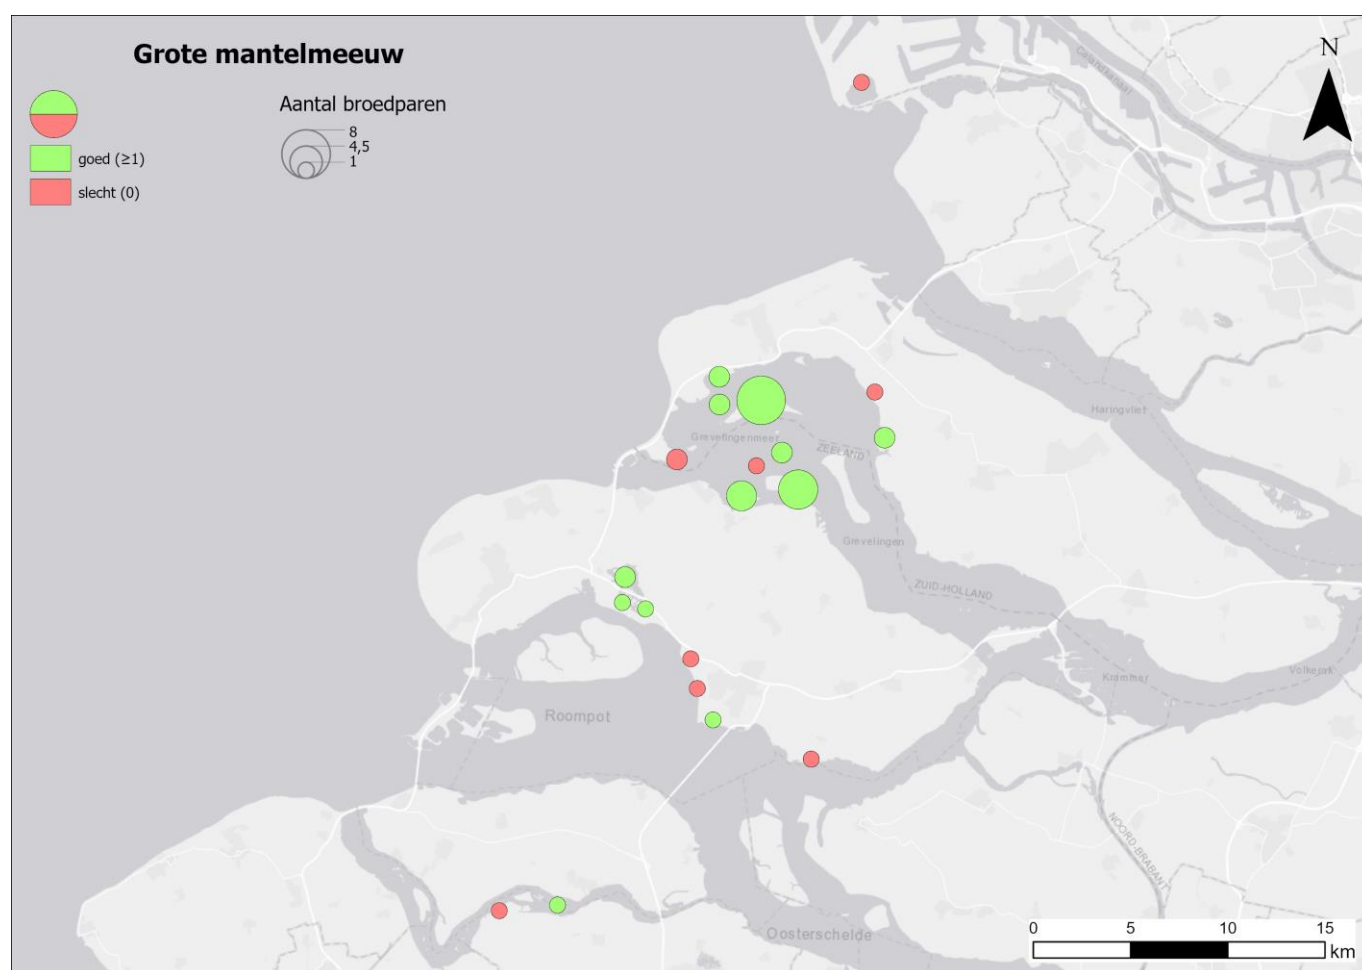 Grote mantelmeeuw
N
Aantal broedparen
8
4,5
1
goed (≥1)
slecht (0)
Calandkanaal
Haringvliet
Grevelingenmeer
ZEELAND
Grevelingen
ZUID-HOLLAND
Krammer
Volkerak
Roompot
NOORD-BRABANT
Oosterschelde
0 5 10 15
km